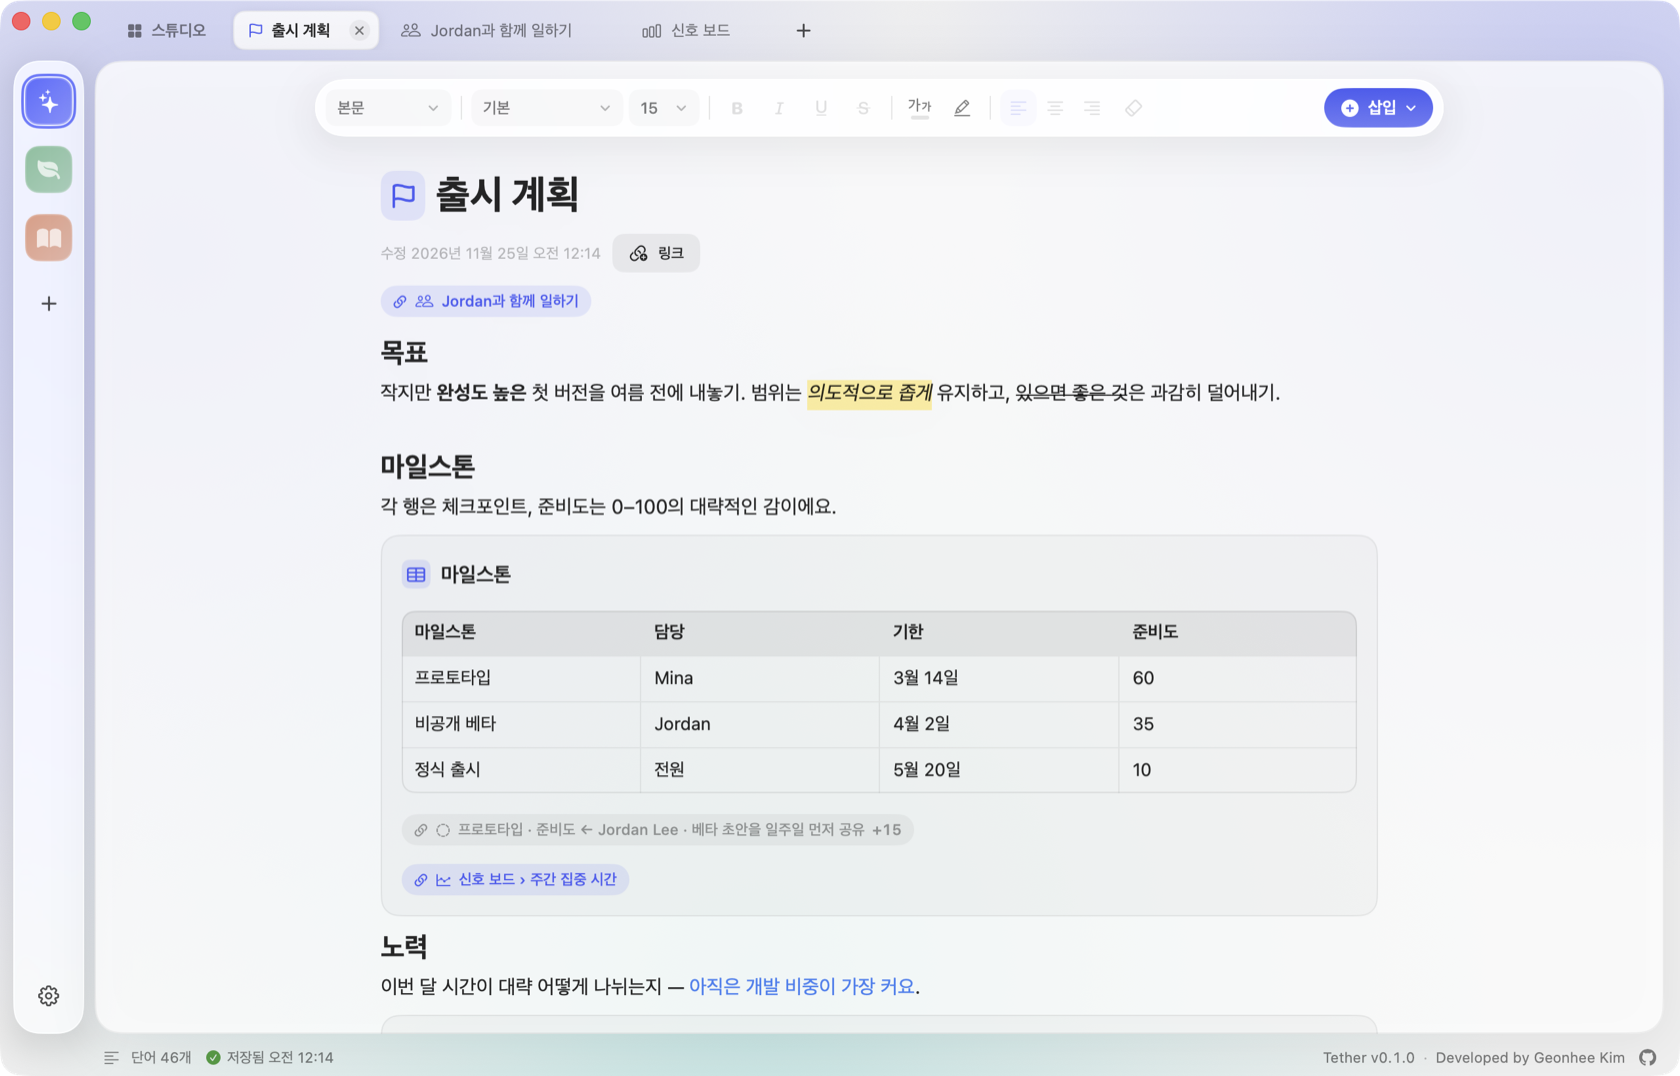 스튜디오
출시 계획
Jordan과 함께 일하기
신호 보드
본문
기본
15
B I U S
가가
삽입
출시 계획
수정 2026년 11월 25일 오전 12:14
링크
Jordan과 함께 일하기
목표
작지만 완성도 높은 첫 버전을 여름 전에 내놓기. 범위는 의도적으로 좁게 유지하고, 있으면 좋은 것은 과감히 덜어내기.
마일스톤
각 행은 체크포인트, 준비도는 0–100의 대략적인 감이에요.
마일스톤
마일스톤 담당 기한 준비도
프로토타입 Mina 3월 14일 60
비공개 베타 Jordan 4월 2일 35
정식 출시 전원 5월 20일 10
프로토타입 · 준비도 ← Jordan Lee · 베타 초안을 일주일 먼저 공유 +15
신호 보드 › 주간 집중 시간
노력
이번 달 시간이 대략 어떻게 나뉘는지 — 아직은 개발 비중이 가장 커요.
단어 46개 저장됨 오전 12:14
Tether v0.1.0 · Developed by Geonhee Kim